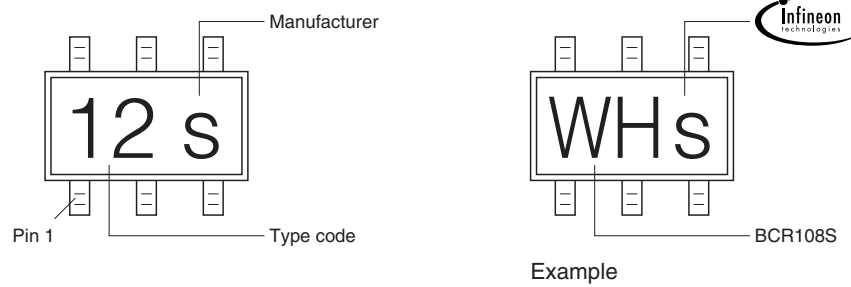 Manufacturer
Infineon
technologies
12 s
WHs
Pin 1
Type code
BCR108S
Example